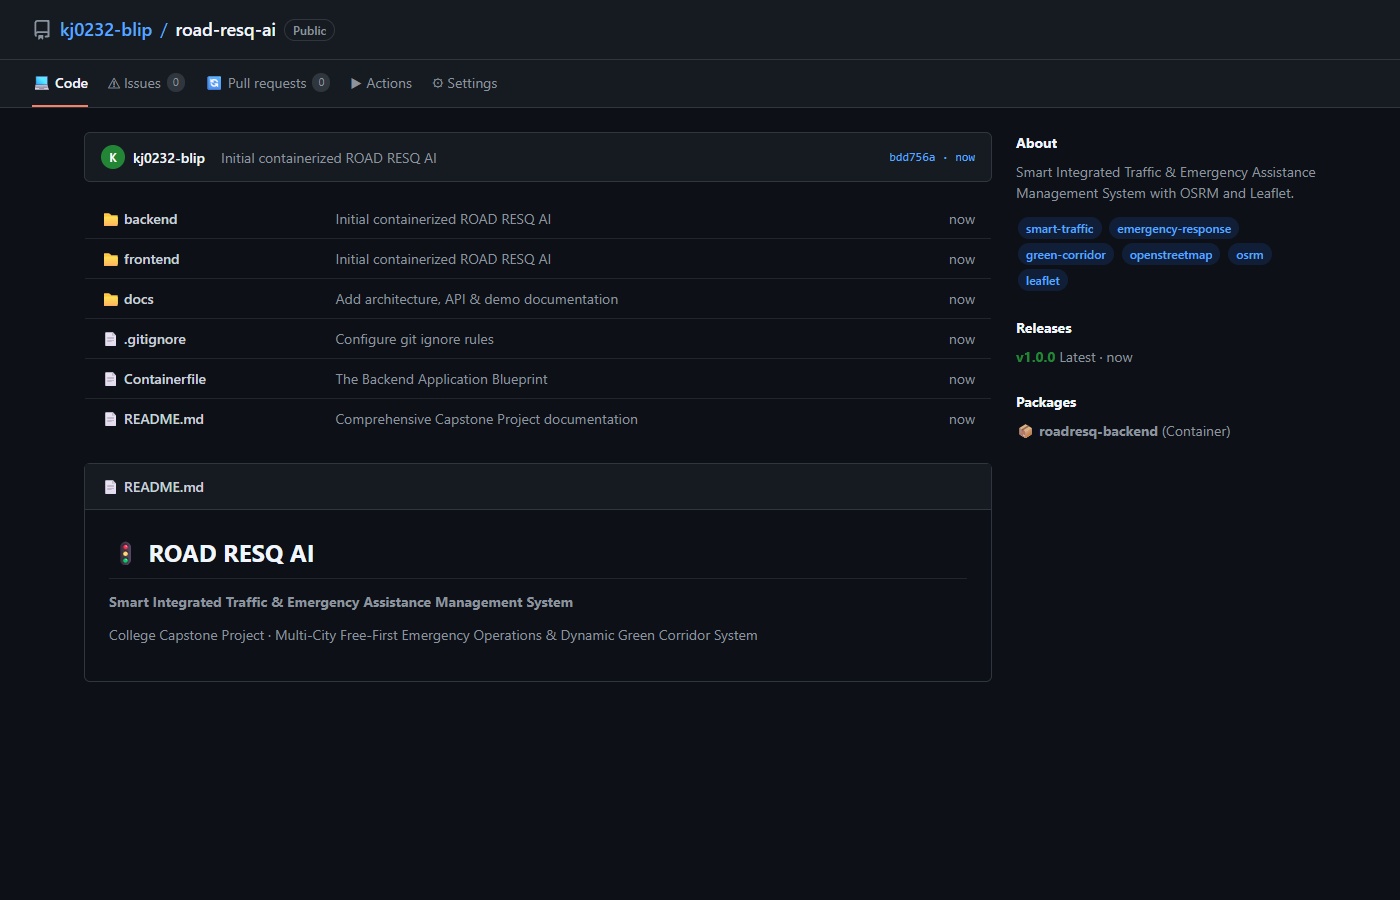 kj0232-blip / road-resq-ai Public
Code Issues 0 Pull requests 0 Actions Settings
K kj0232-blip Initial containerized ROAD RESQ AI bdd756a · now
backend Initial containerized ROAD RESQ AI now
frontend Initial containerized ROAD RESQ AI now
docs Add architecture, API & demo documentation now
.gitignore Configure git ignore rules now
Containerfile The Backend Application Blueprint now
README.md Comprehensive Capstone Project documentation now
README.md
ROAD RESQ AI
Smart Integrated Traffic & Emergency Assistance Management System
College Capstone Project · Multi-City Free-First Emergency Operations & Dynamic Green Corridor System
About
Smart Integrated Traffic & Emergency Assistance
Management System with OSRM and Leaflet.
smart-traffic emergency-response
green-corridor openstreetmap osrm
leaflet
Releases
v1.0.0 Latest · now
Packages
roadresq-backend (Container)